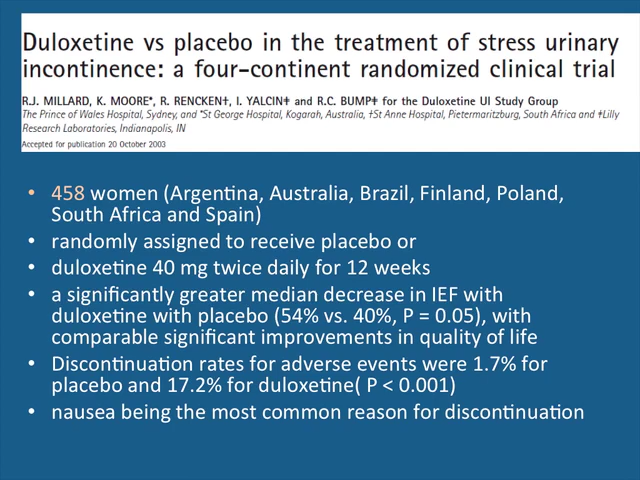 Duloxetine vs placebo in the treatment of stress urinary
incontinence: a four-continent randomized clinical trial
R.J. MILLARD, K. MOORE*, R. RENCKEN†, I. YALCIN‡ and R.C. BUMP‡ for the Duloxetine UI Study Group
The Prince of Wales Hospital, Sydney, and *St George Hospital, Kogarah, Australia, †St Anne Hospital, Pietermaritzburg, South Africa and ‡Lilly
Research Laboratories, Indianapolis, IN
Accepted for publication 20 October 2003
• 458 women (Argentina, Australia, Brazil, Finland, Poland,
South Africa and Spain)
• randomly assigned to receive placebo or
• duloxetine 40 mg twice daily for 12 weeks
• a significantly greater median decrease in IEF with
duloxetine with placebo (54% vs. 40%, P = 0.05), with
comparable significant improvements in quality of life
• Discontinuation rates for adverse events were 1.7% for
placebo and 17.2% for duloxetine( P < 0.001)
• nausea being the most common reason for discontinuation